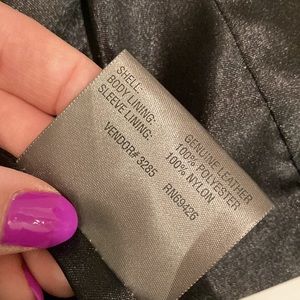 SHELL: GENUINE LEATHER
BODY LINING: 100% POLYESTER
SLEEVE LINING: 100% NYLON
VENDOR# 3285 RN69426